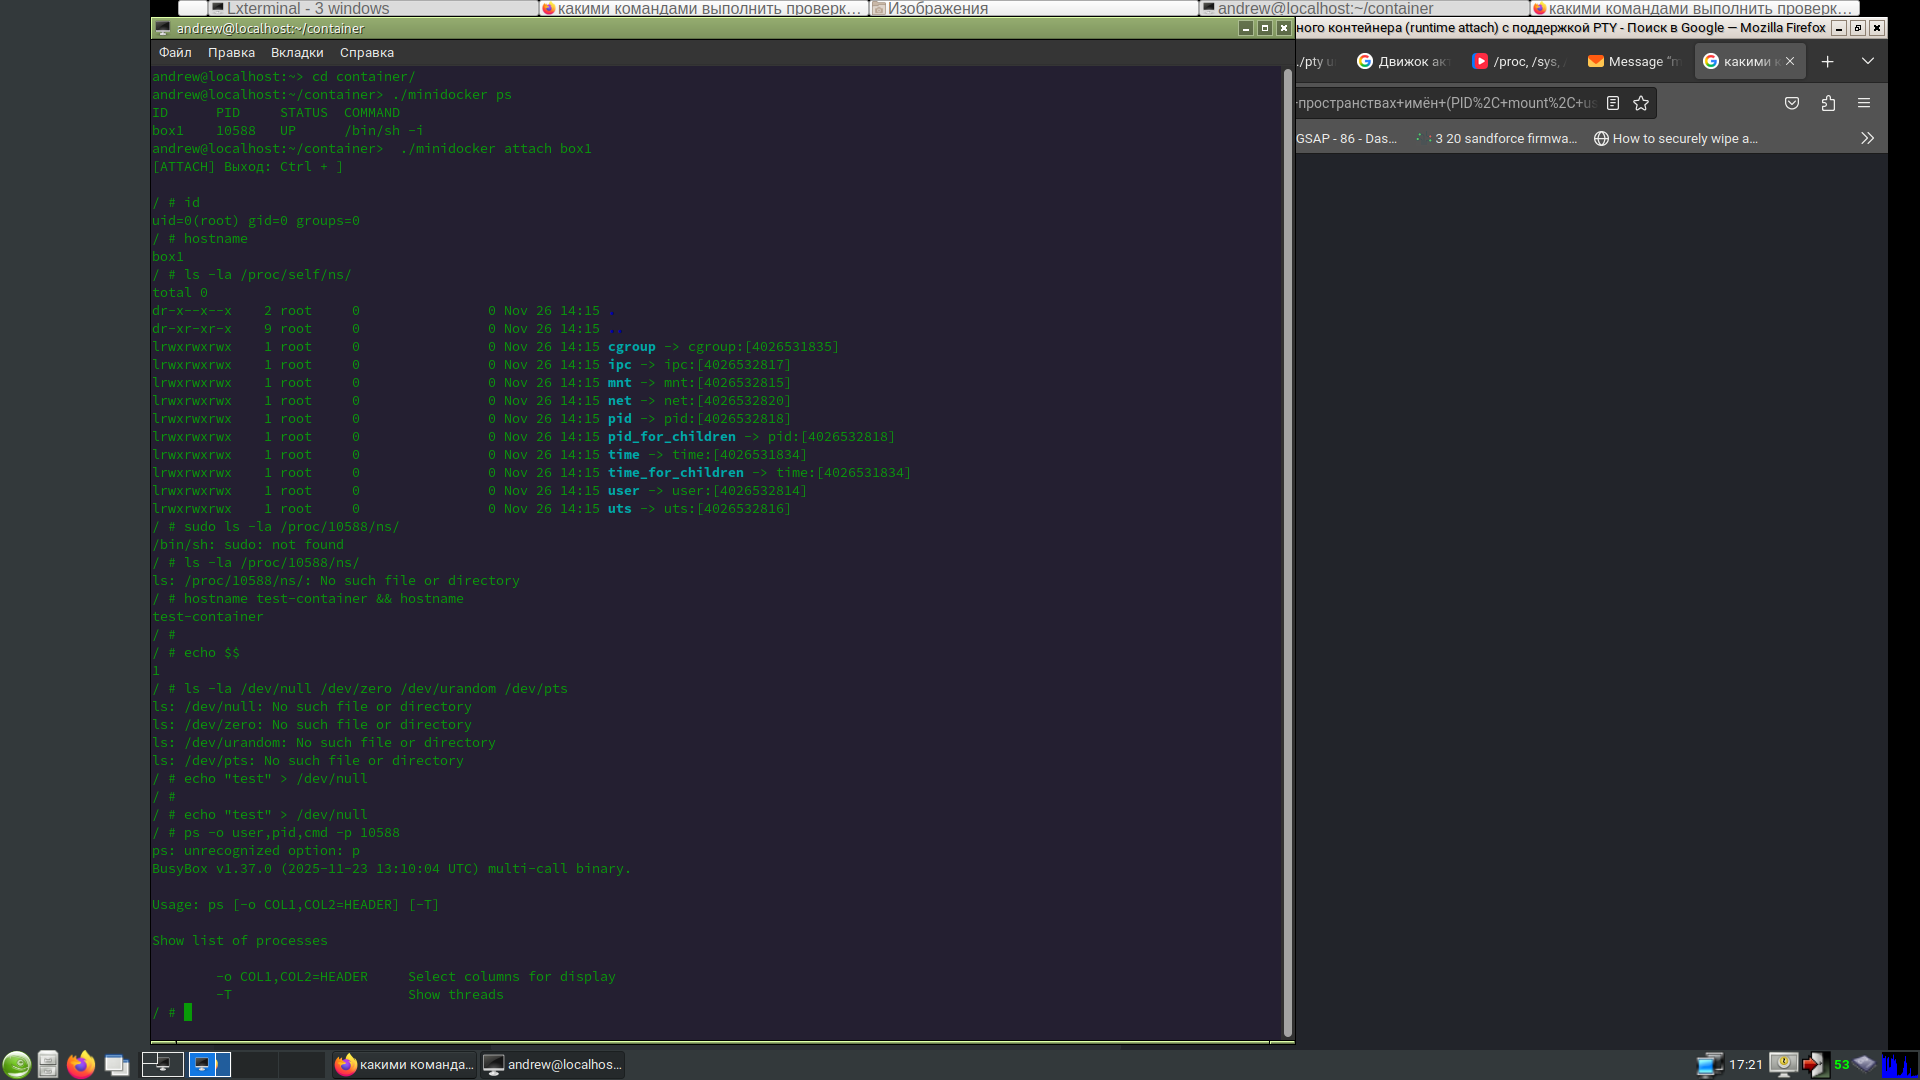 Lxterminal - 3 windows
какими командами выполнить проверк…
Изображения
andrew@localhost:~/container
какими командами выполнить проверк…
andrew@localhost:~/container
ного контейнера (runtime attach) с поддержкой PTY - Поиск в Google — Mozilla Firefox
Файл Правка Вкладки Справка
./pty u
Движок ак
/proc, /sys,
Message "m
какими к
+пространствах+имён+(PID%2C+mount%2C+us
GSAP - 86 - Das…
3 20 sandforce firmwa…
How to securely wipe a…
andrew@localhost:~> cd container/
andrew@localhost:~/container> ./minidocker ps
ID      PID     STATUS  COMMAND
box1    10588   UP      /bin/sh -i
andrew@localhost:~/container>  ./minidocker attach box1
[ATTACH] Выход: Ctrl + ]
/ # id
uid=0(root) gid=0 groups=0
/ # hostname
box1
/ # ls -la /proc/self/ns/
total 0
dr-x--x--x    2 root     0                0 Nov 26 14:15 .
dr-xr-xr-x    9 root     0                0 Nov 26 14:15 ..
lrwxrwxrwx    1 root     0                0 Nov 26 14:15 cgroup -> cgroup:[4026531835]
lrwxrwxrwx    1 root     0                0 Nov 26 14:15 ipc -> ipc:[4026532817]
lrwxrwxrwx    1 root     0                0 Nov 26 14:15 mnt -> mnt:[4026532815]
lrwxrwxrwx    1 root     0                0 Nov 26 14:15 net -> net:[4026532820]
lrwxrwxrwx    1 root     0                0 Nov 26 14:15 pid -> pid:[4026532818]
lrwxrwxrwx    1 root     0                0 Nov 26 14:15 pid_for_children -> pid:[4026532818]
lrwxrwxrwx    1 root     0                0 Nov 26 14:15 time -> time:[4026531834]
lrwxrwxrwx    1 root     0                0 Nov 26 14:15 time_for_children -> time:[4026531834]
lrwxrwxrwx    1 root     0                0 Nov 26 14:15 user -> user:[4026532814]
lrwxrwxrwx    1 root     0                0 Nov 26 14:15 uts -> uts:[4026532816]
/ # sudo ls -la /proc/10588/ns/
/bin/sh: sudo: not found
/ # ls -la /proc/10588/ns/
ls: /proc/10588/ns/: No such file or directory
/ # hostname test-container && hostname
test-container
/ #
/ # echo $$
1
/ # ls -la /dev/null /dev/zero /dev/urandom /dev/pts
ls: /dev/null: No such file or directory
ls: /dev/zero: No such file or directory
ls: /dev/urandom: No such file or directory
ls: /dev/pts: No such file or directory
/ # echo "test" > /dev/null
/ #
/ # echo "test" > /dev/null
/ # ps -o user,pid,cmd -p 10588
ps: unrecognized option: p
BusyBox v1.37.0 (2025-11-23 13:10:04 UTC) multi-call binary.
Usage: ps [-o COL1,COL2=HEADER] [-T]
Show list of processes
-o COL1,COL2=HEADER     Select columns for display
-T                      Show threads
/ #
какими команда…
andrew@localhos…
17:21
53